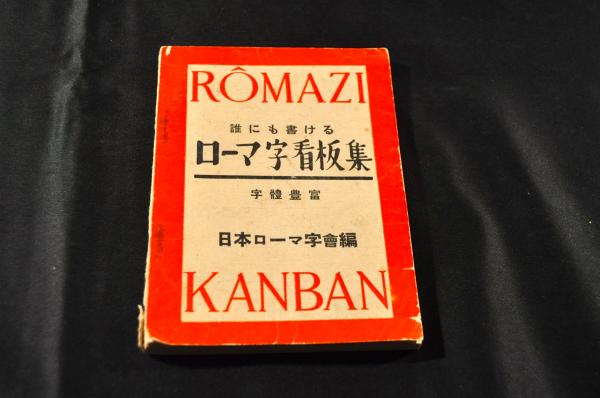 RÔMAZI
誰にも書ける
ローマ字看板集
字體豊富
日本ローマ字會編
KANBAN